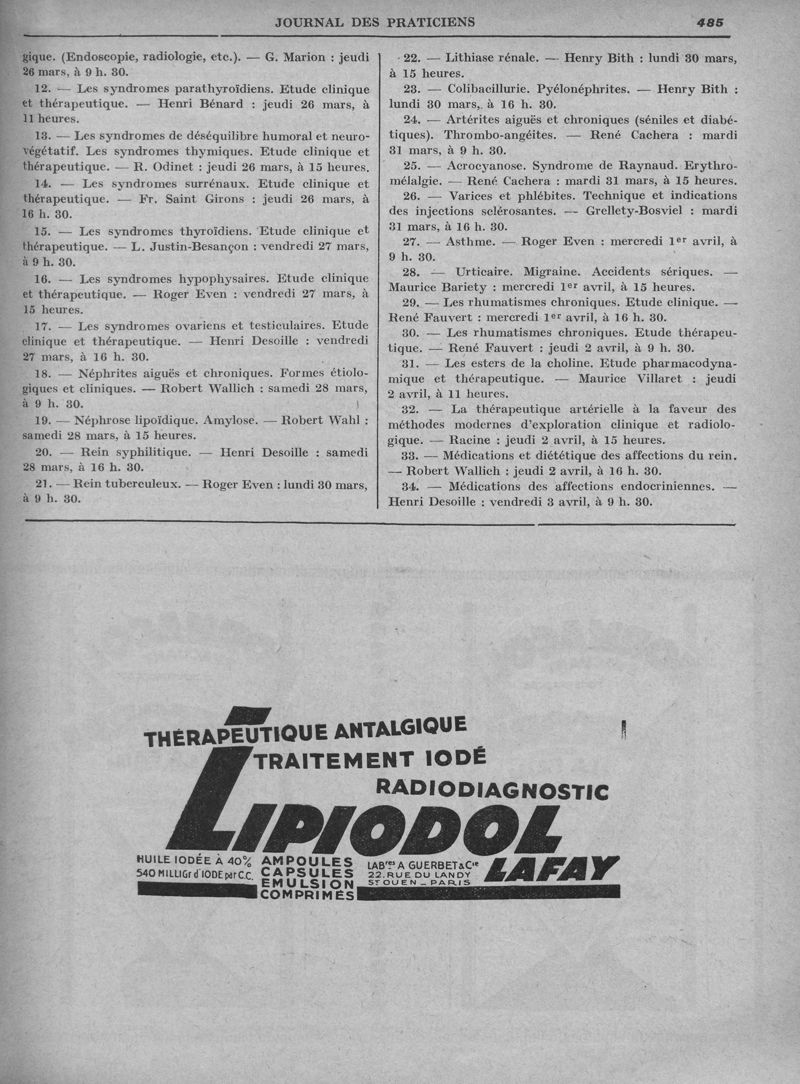 JOURNAL DES PRATICIENS
485
gique. (Endoscopie, radiologie, etc.). — G. Marion : jeudi
26 mars, à 9 h. 30.
12. — Les syndromes parathyroïdiens. Etude clinique
et thérapeutique. — Henri Bénard : jeudi 26 mars, à
11 heures.
13. — Les syndromes de déséquilibre humoral et neuro-
végétatif. Les syndromes thymiques. Etude clinique et
thérapeutique. — R. Odinet : jeudi 26 mars, à 15 heures.
14. — Les syndromes surrénaux. Etude clinique et
thérapeutique. — Fr. Saint Girons : jeudi 26 mars, à
16 h. 30.
15. — Les syndromes thyroïdiens. Etude clinique et
thérapeutique. — L. Justin-Besançon : vendredi 27 mars,
à 9 h. 30.
16. — Les syndromes hypophysaires. Etude clinique
et thérapeutique. — Roger Even : vendredi 27 mars, à
15 heures.
17. — Les syndromes ovariens et testiculaires. Etude
clinique et thérapeutique. — Henri Desoille : vendredi
27 mars, à 16 h. 30.
18. — Néphrites aiguës et chroniques. Formes étiolo-
giques et cliniques. — Robert Wallich : samedi 28 mars,
à 9 h. 30.
19. — Néphrose lipoïdique. Amylose. — Robert Wahl :
samedi 28 mars, à 15 heures.
20. — Rein syphilitique. — Henri Desoille : samedi
28 mars, à 16 h. 30.
21. — Rein tuberculeux. — Roger Even : lundi 30 mars,
à 9 h. 30.
22. — Lithiase rénale. — Henry Bith : lundi 30 mars,
à 15 heures.
23. — Colibacillurie. Pyélonéphrites. — Henry Bith :
lundi 30 mars, à 16 h. 30.
24. — Artérites aiguës et chroniques (séniles et diabé-
tiques). Thrombo-angéites. — René Cachera : mardi
31 mars, à 9 h. 30.
25. — Acrocyanose. Syndrome de Raynaud. Erythro-
mélalgie. — René Cachera : mardi 31 mars, à 15 heures.
26. — Varices et phlébites. Technique et indications
des injections sclérosantes. — Grellety-Bosviel : mardi
31 mars, à 16 h. 30.
27. — Asthme. — Roger Even : mercredi 1er avril, à
9 h. 30.
28. — Urticaire. Migraine. Accidents sériques. —
Maurice Bariety : mercredi 1er avril, à 15 heures.
29. — Les rhumatismes chroniques. Etude clinique. —
René Fauvert : mercredi 1er avril, à 16 h. 30.
30. — Les rhumatismes chroniques. Etude thérapeu-
tique. — René Fauvert : jeudi 2 avril, à 9 h. 30.
31. — Les esters de la choline. Etude pharmacodyna-
mique et thérapeutique. — Maurice Villaret : jeudi
2 avril, à 11 heures.
32. — La thérapeutique artérielle à la faveur des
méthodes modernes d'exploration clinique et radiolo-
gique. — Racine : jeudi 2 avril, à 15 heures.
33. — Médications et diététique des affections du rein.
— Robert Wallich : jeudi 2 avril, à 16 h. 30.
34. — Médications des affections endocriniennes. —
Henri Desoille : vendredi 3 avril, à 9 h. 30.
THÉRAPEUTIQUE ANTALGIQUE
TRAITEMENT IODÉ
RADIODIAGNOSTIC
LIPIODOL
LAFAY
HUILE IODÉE À 40%
540 MILLIGr d'IODE par C.C.
AMPOULES
CAPSULES
EMULSION
COMPRIMÉS
LABres A GUERBET & Cie
22, RUE DU LANDY
St OUEN _ PARIS